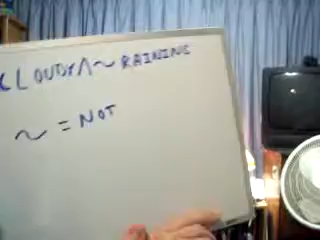 CLOUDY ∧ ~ RAINING
~ = NOT